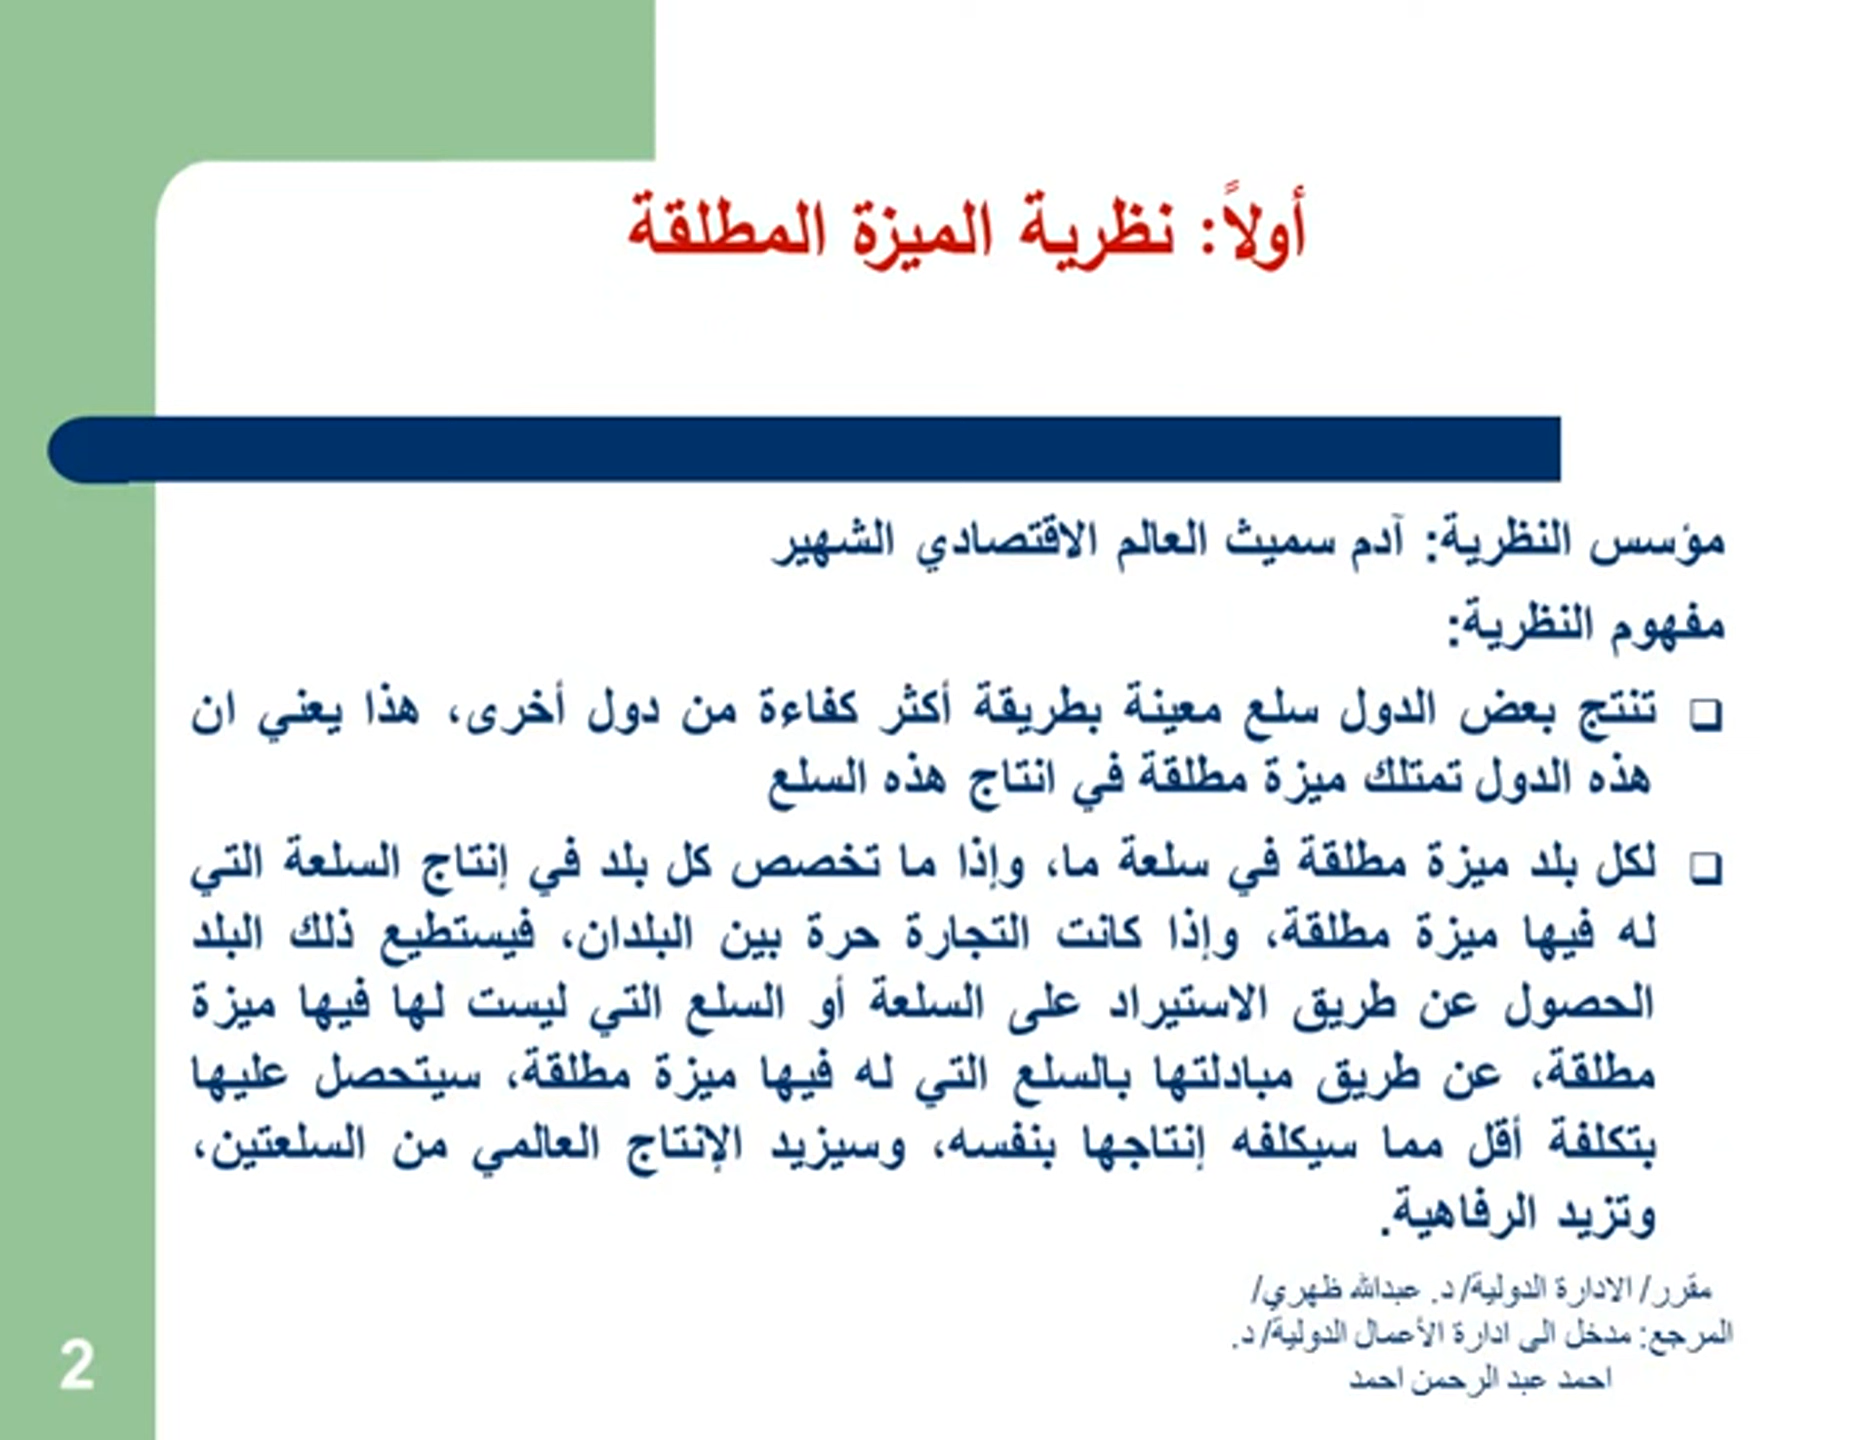 أولاً: نظرية الميزة المطلقة
مؤسس النظرية: آدم سميث العالم الاقتصادي الشهير
مفهوم النظرية:
❑ تنتج بعض الدول سلع معينة بطريقة أكثر كفاءة من دول أخرى، هذا يعني ان
هذه الدول تمتلك ميزة مطلقة في انتاج هذه السلع
❑ لكل بلد ميزة مطلقة في سلعة ما، وإذا ما تخصص كل بلد في إنتاج السلعة التي
له فيها ميزة مطلقة، وإذا كانت التجارة حرة بين البلدان، فيستطيع ذلك البلد
الحصول عن طريق الاستيراد على السلعة أو السلع التي ليست لها فيها ميزة
مطلقة، عن طريق مبادلتها بالسلع التي له فيها ميزة مطلقة، سيتحصل عليها
بتكلفة أقل مما سيكلفه إنتاجها بنفسه، وسيزيد الإنتاج العالمي من السلعتين،
وتزيد الرفاهية.
مقرر/ الادارة الدولية/ د. عبدالله ظهري/
المرجع: مدخل الى ادارة الأعمال الدولية/ د.
احمد عبد الرحمن احمد
2